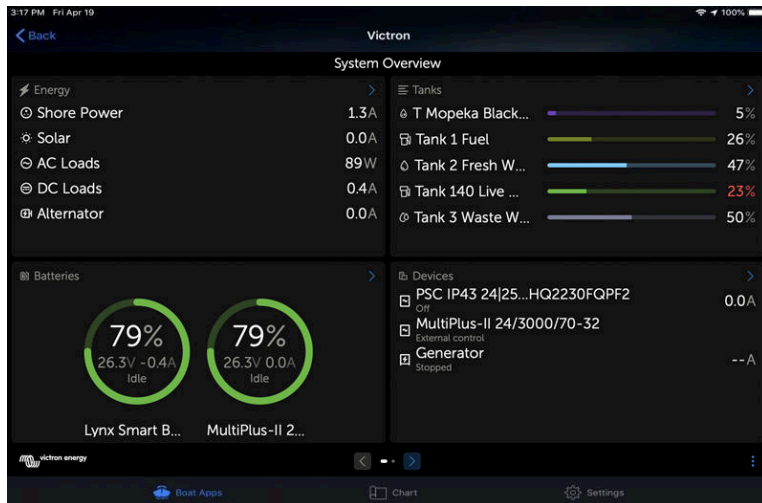 3:17 PM Fri Apr 19
100%
Back
Victron
System Overview
Energy
Shore Power 1.3A
Solar 0.0A
AC Loads 89W
DC Loads 0.4A
Alternator 0.0A
Tanks
T Mopeka Black... 5%
Tank 1 Fuel 26%
Tank 2 Fresh W... 47%
Tank 140 Live ... 23%
Tank 3 Waste W... 50%
Batteries
79%
26.3V -0.4A
Idle
Lynx Smart B...
79%
26.3V 0.0A
Idle
MultiPlus-II 2...
Devices
PSC IP43 24|25...HQ2230FQPF2 0.0A
Off
MultiPlus-II 24/3000/70-32
External control
Generator --A
Stopped
victron energy
Boat Apps
Chart
Settings